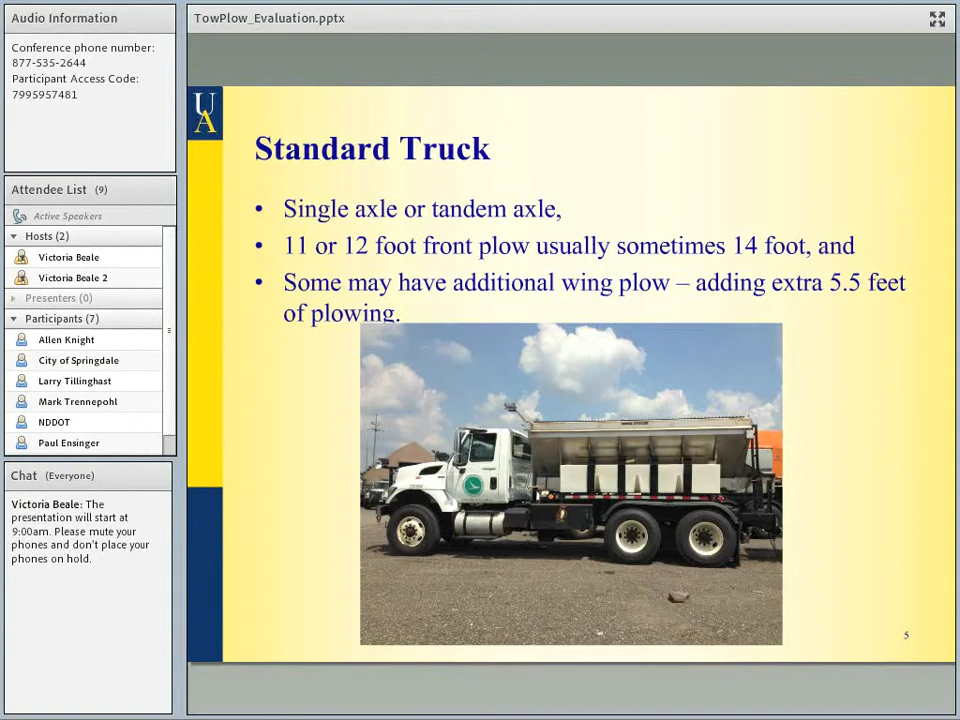 Audio Information
Conference phone number:
877-535-2644
Participant Access Code:
7995957481
Attendee List (9)
Active Speakers
Hosts (2)
Victoria Beale
Victoria Beale 2
Presenters (0)
Participants (7)
Allen Knight
City of Springdale
Larry Tillinghast
Mark Trennepohl
NDDOT
Paul Ensinger
Chat (Everyone)
Victoria Beale: The
presentation will start at
9:00am. Please mute your
phones and don't place your
phones on hold.
TowPlow_Evaluation.pptx
UA
Standard Truck
• Single axle or tandem axle,
• 11 or 12 foot front plow usually sometimes 14 foot, and
• Some may have additional wing plow – adding extra 5.5 feet
of plowing.
5